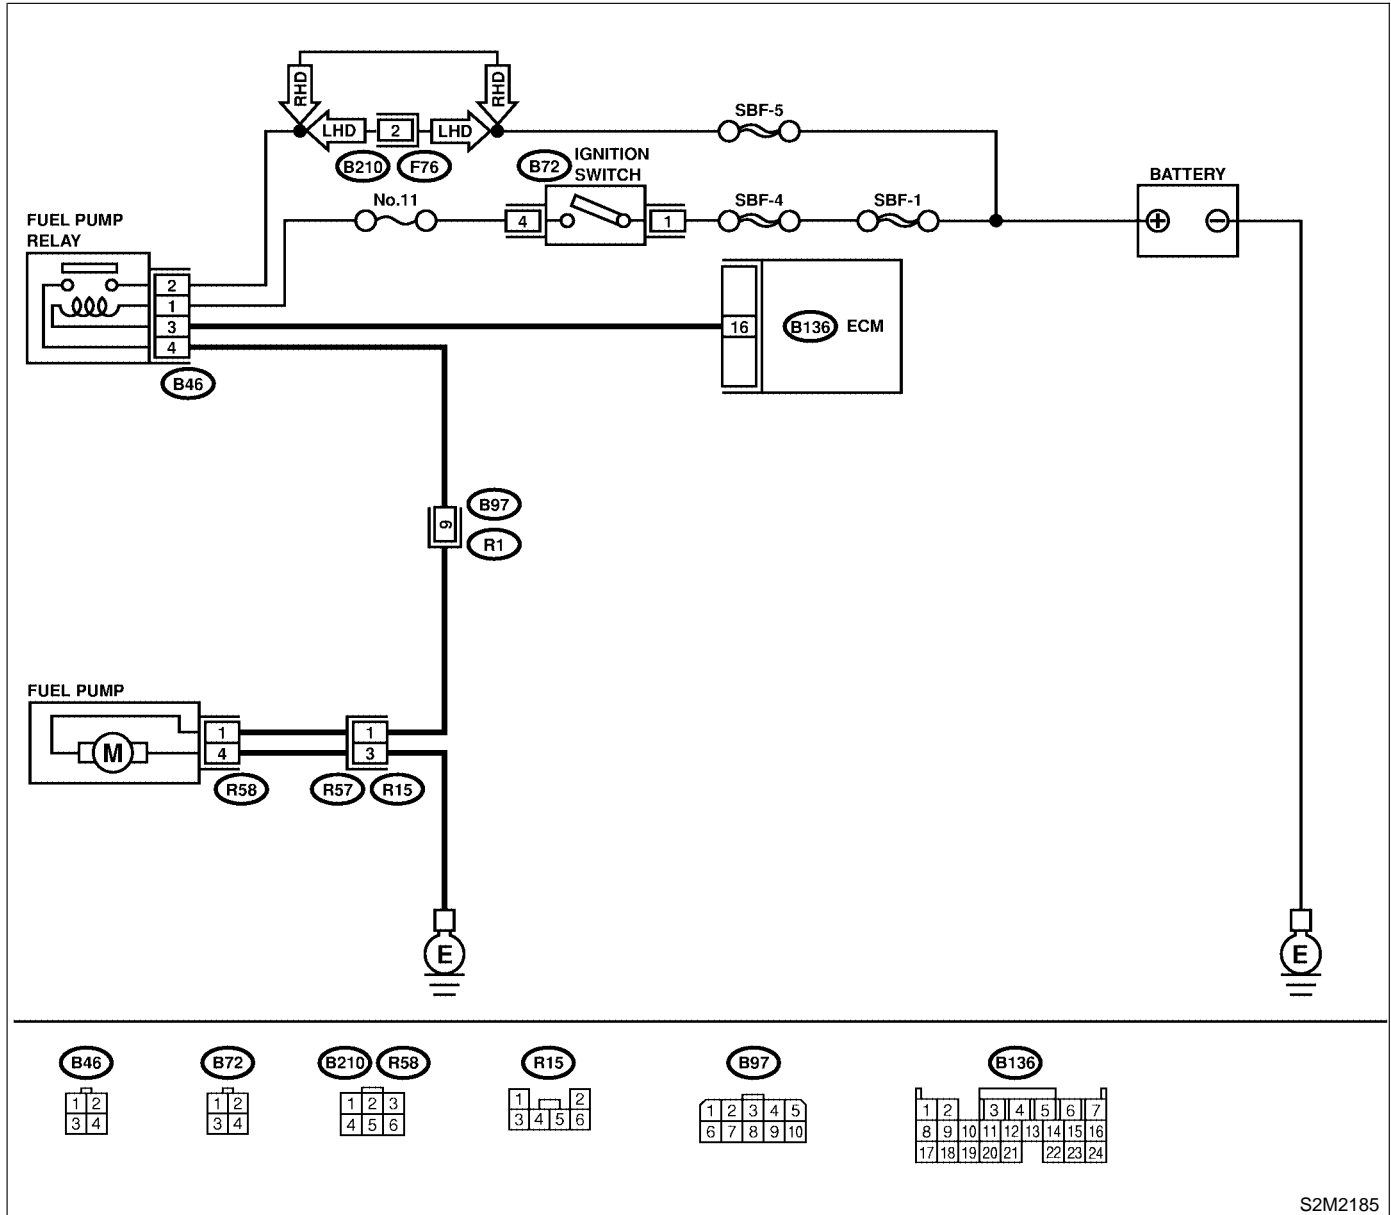 RHD
RHD
LHD
2
LHD
SBF-5
B210
F76
B72
IGNITION
SWITCH
BATTERY
No.11
4
1
SBF-4
SBF-1
+
−
FUEL PUMP
RELAY
2
1
3
4
16
B136
ECM
B46
B97
R1
FUEL PUMP
M
1
4
1
3
R58
R57
R15
E
E
B46
B72
B210
R58
R15
B97
B136
1 2
3 4
1 2
3 4
1 2 3
4 5 6
1 2
3 4 5 6
1 2 3 4 5
6 7 8 9 10
1 2 3 4 5 6 7
8 9 10 11 12 13 14 15 16
17 18 19 20 21 22 23 24
S2M2185